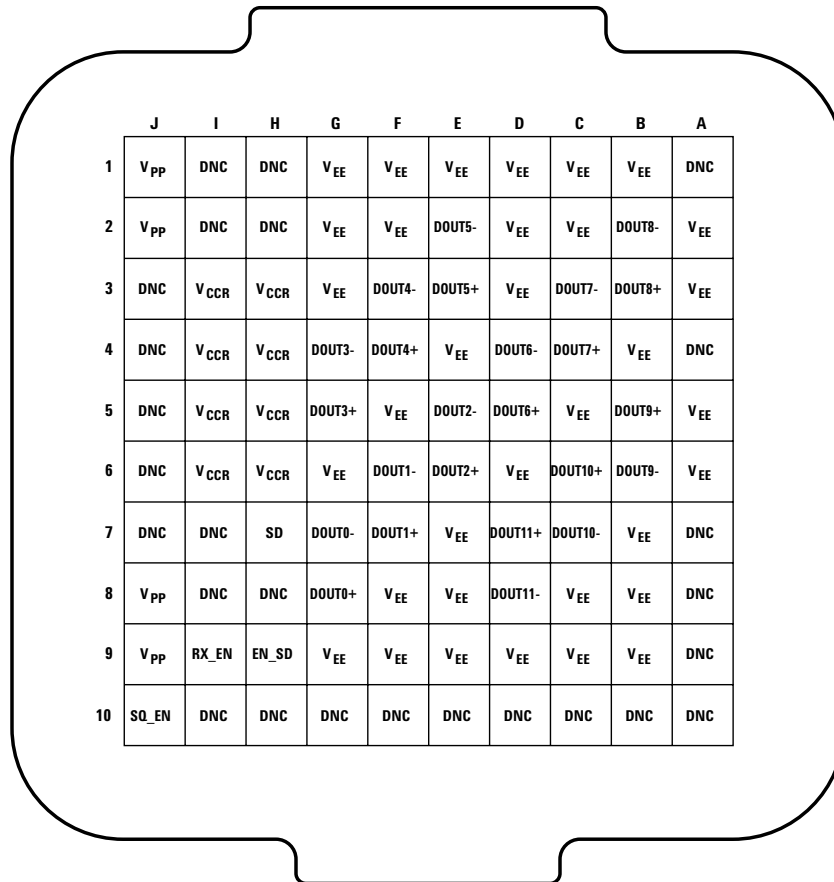 J I H G F E D C B A
1 VPP DNC DNC VEE VEE VEE VEE VEE VEE DNC
2 VPP DNC DNC VEE VEE DOUT5- VEE VEE DOUT8- VEE
3 DNC VCCR VCCR VEE DOUT4- DOUT5+ VEE DOUT7- DOUT8+ VEE
4 DNC VCCR VCCR DOUT3- DOUT4+ VEE DOUT6- DOUT7+ VEE DNC
5 DNC VCCR VCCR DOUT3+ VEE DOUT2- DOUT6+ VEE DOUT9+ VEE
6 DNC VCCR VCCR VEE DOUT1- DOUT2+ VEE DOUT10+ DOUT9- VEE
7 DNC DNC SD DOUT0- DOUT1+ VEE DOUT11+ DOUT10- VEE DNC
8 VPP DNC DNC DOUT0+ VEE VEE DOUT11- VEE VEE DNC
9 VPP RX_EN EN_SD VEE VEE VEE VEE VEE VEE DNC
10 SQ_EN DNC DNC DNC DNC DNC DNC DNC DNC DNC